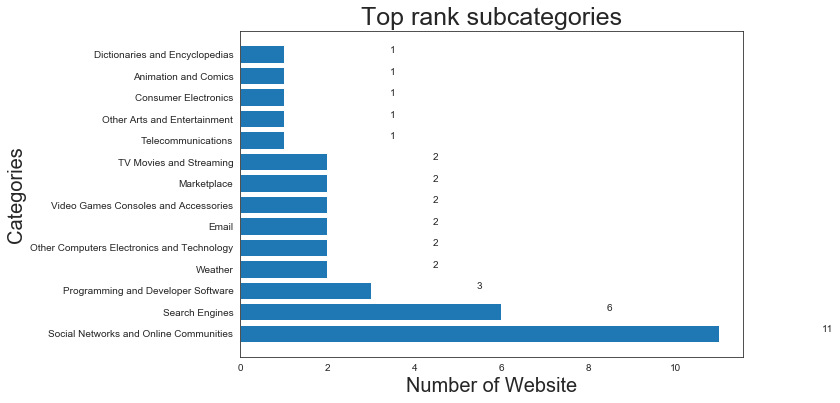 Top rank subcategories
Categories
Dictionaries and Encyclopedias 1
Animation and Comics 1
Consumer Electronics 1
Other Arts and Entertainment 1
Telecommunications 1
TV Movies and Streaming 2
Marketplace 2
Video Games Consoles and Accessories 2
Email 2
Other Computers Electronics and Technology 2
Weather 2
Programming and Developer Software 3
Search Engines 6
Social Networks and Online Communities 11
0 2 4 6 8 10
Number of Website